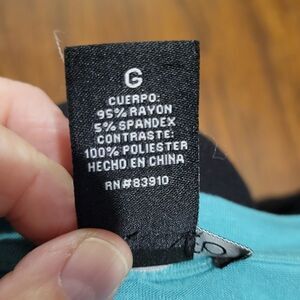 G
CUERPO:
95% RAYON
5% SPANDEX
CONTRASTE:
100% POLIESTER
HECHO EN CHINA
RN#83910